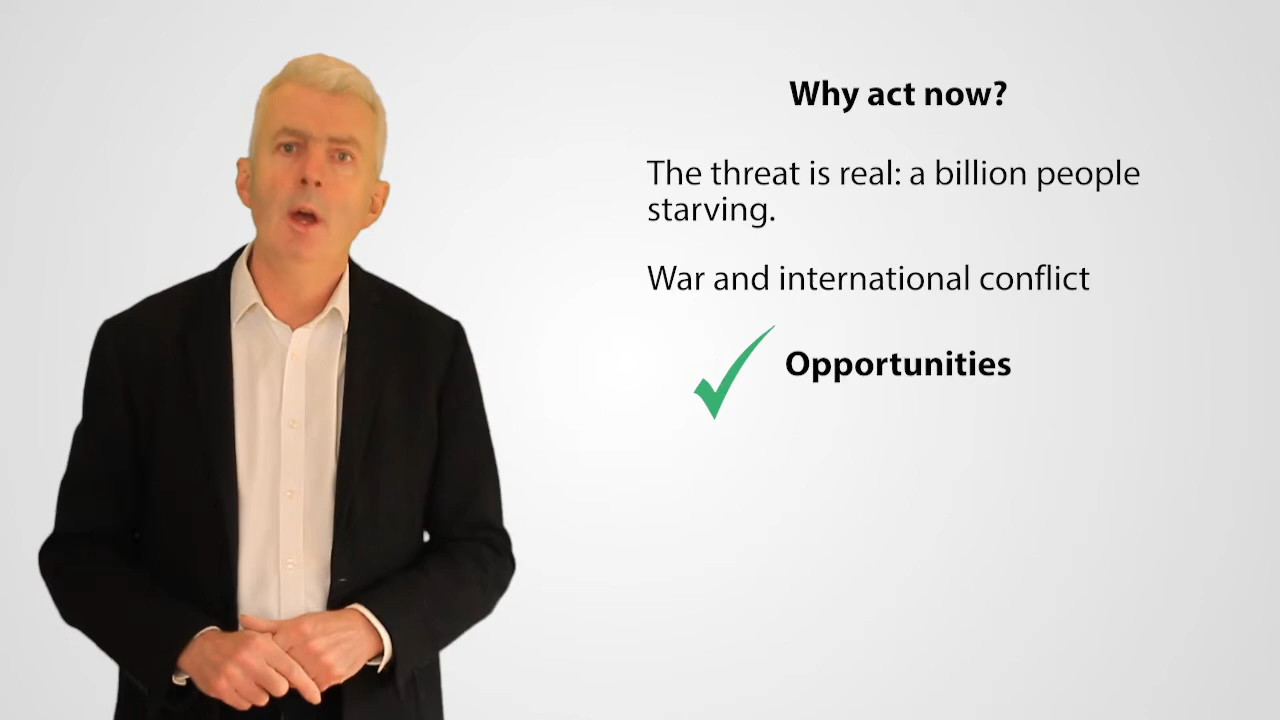 Why act now?
The threat is real: a billion people
starving.
War and international conflict
Opportunities